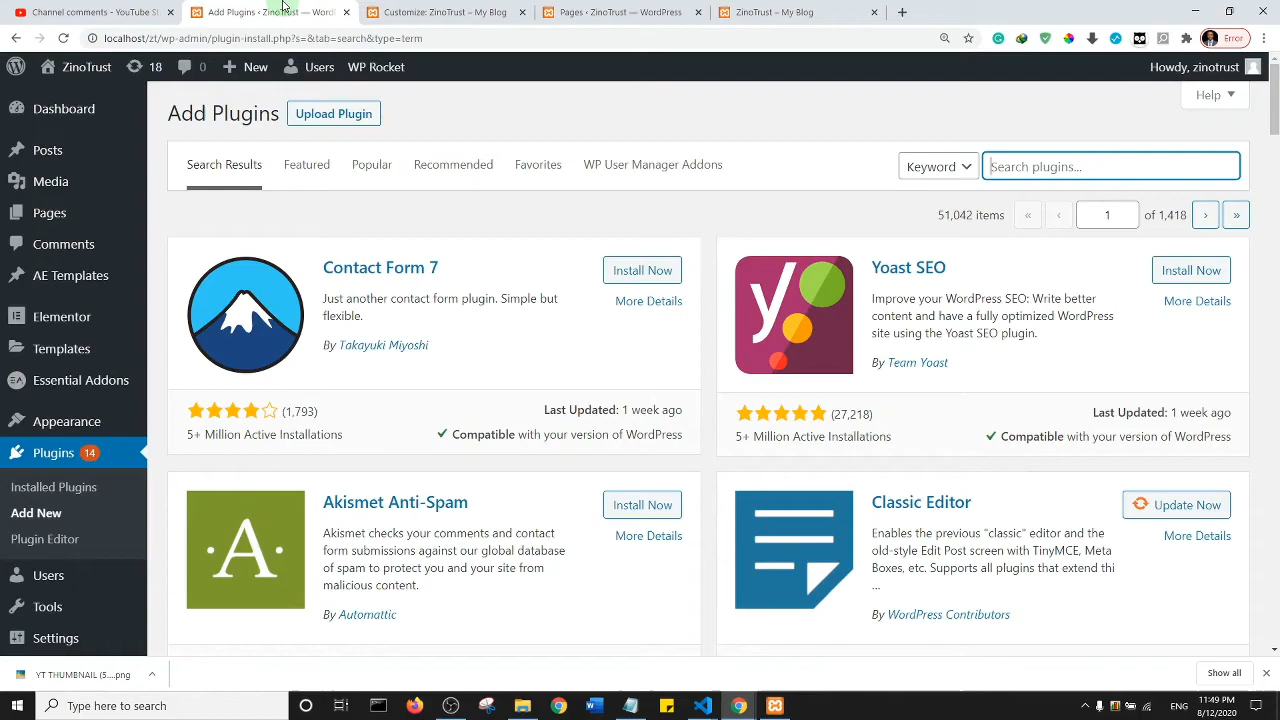 Channel comments - YouTube St
Add Plugins ‹ ZinoTrust — Word
Customize: ZinoTrust – My Blog
Pages ‹ ZinoTrust — WordPress
ZinoTrust – My Blog
localhost/zt/wp-admin/plugin-install.php?s=&tab=search&type=term
Error
ZinoTrust
18
0
New
Users
WP Rocket
Howdy, zinotrust
Dashboard
Posts
Media
Pages
Comments
AE Templates
Elementor
Templates
Essential Addons
Appearance
Plugins 14
Installed Plugins
Add New
Plugin Editor
Users
Tools
Settings
Help
Add Plugins
Upload Plugin
Search Results
Featured
Popular
Recommended
Favorites
WP User Manager Addons
Keyword
Search plugins...
51,042 items
«
‹
1
of 1,418
›
»
Contact Form 7
Install Now
More Details
Just another contact form plugin. Simple but
flexible.
By Takayuki Miyoshi
(1,793)
Last Updated: 1 week ago
5+ Million Active Installations
Compatible with your version of WordPress
y
Yoast SEO
Install Now
More Details
Improve your WordPress SEO: Write better
content and have a fully optimized WordPress
site using the Yoast SEO plugin.
By Team Yoast
(27,218)
Last Updated: 1 week ago
5+ Million Active Installations
Compatible with your version of WordPress
·A·
Akismet Anti-Spam
Install Now
More Details
Akismet checks your comments and contact
form submissions against our global database
of spam to protect you and your site from
malicious content.
By Automattic
Classic Editor
Update Now
More Details
Enables the previous "classic" editor and the
old-style Edit Post screen with TinyMCE, Meta
Boxes, etc. Supports all plugins that extend thi
...
By WordPress Contributors
YT THUMBNAIL (5....png
Show all
Type here to search
ENG
11:49 PM
8/12/2020